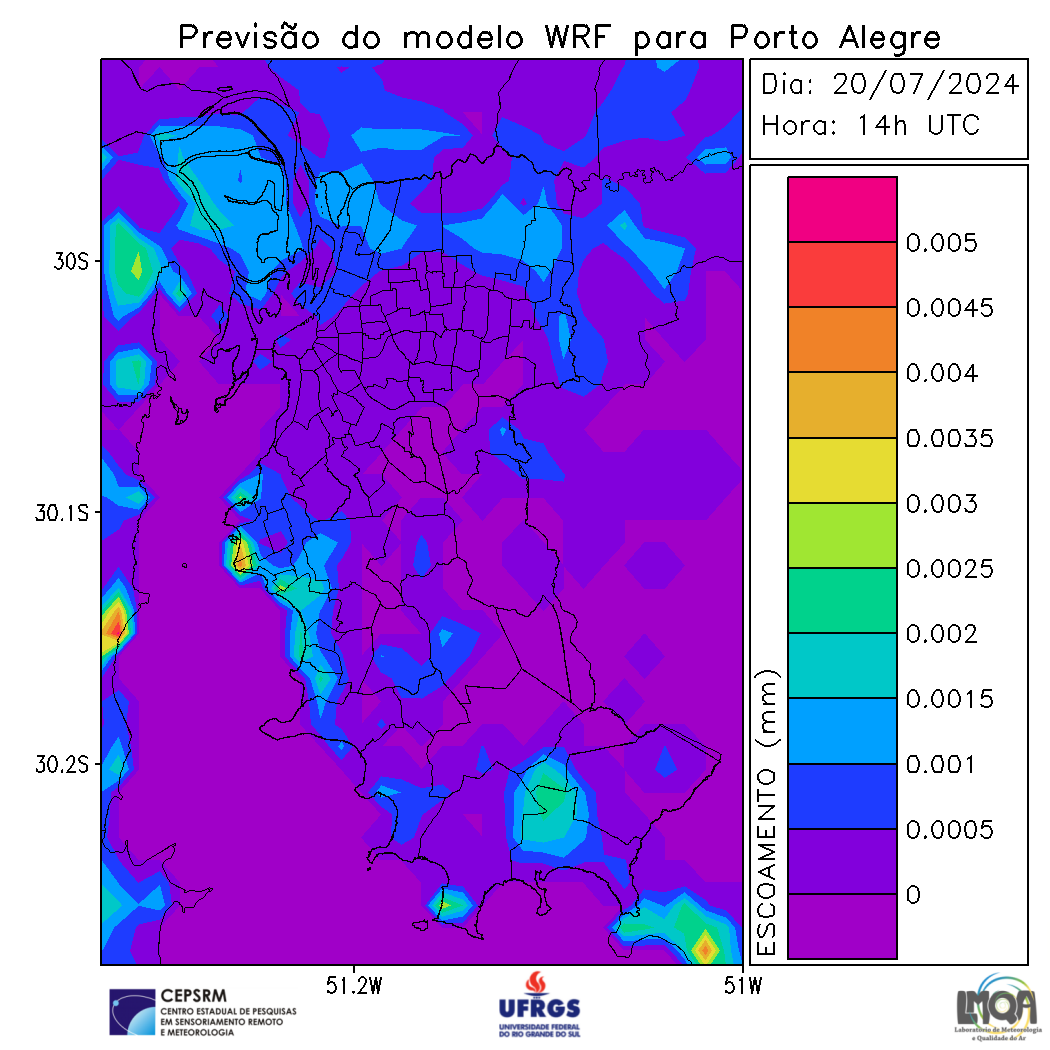 Previsão do modelo WRF para Porto Alegre
Dia: 20/07/2024
Hora: 14h UTC
30S
30.1S
30.2S
51.2W
51W
ESCOAMENTO (mm)
0.005
0.0045
0.004
0.0035
0.003
0.0025
0.002
0.0015
0.001
0.0005
0
CEPSRM
CENTRO ESTADUAL DE PESQUISAS
EM SENSORIAMENTO REMOTO
E METEOROLOGIA
UFRGS
UNIVERSIDADE FEDERAL
DO RIO GRANDE DO SUL
LMQA
Laboratório de Meteorologia
e Qualidade do Ar